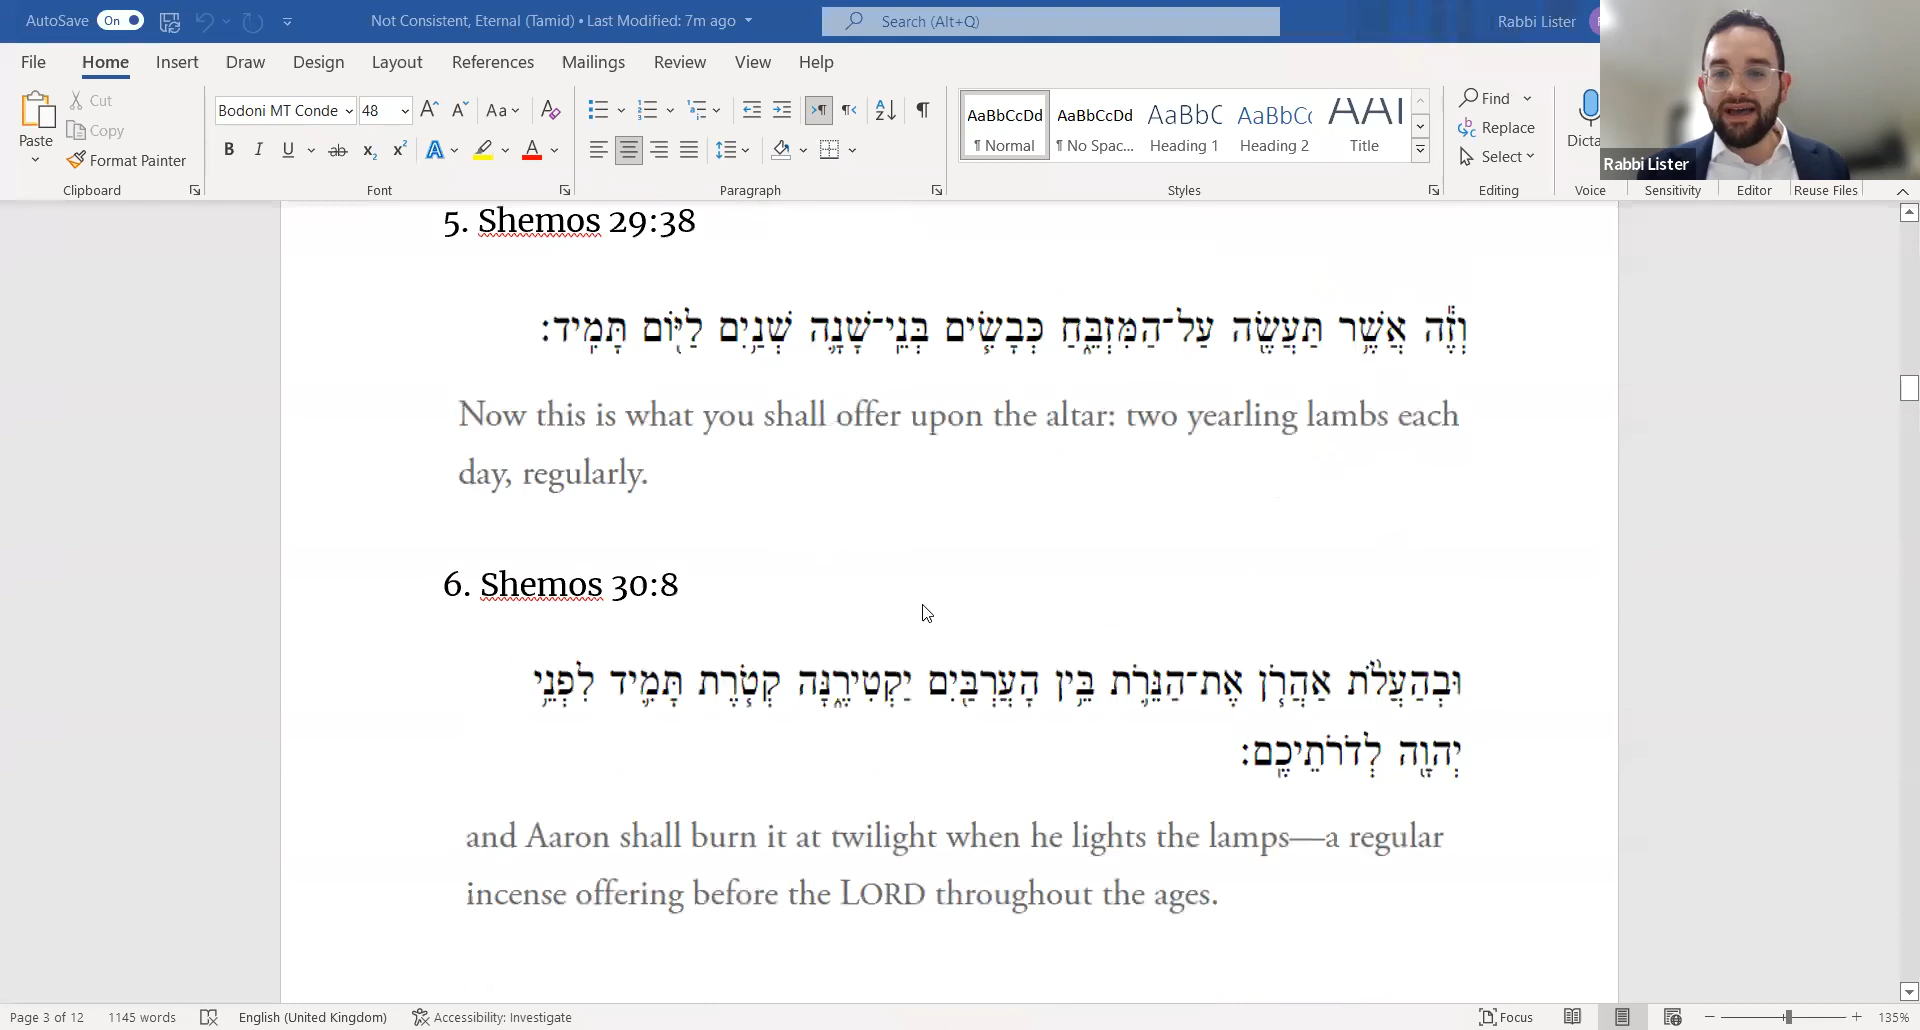 AutoSave On Not Consistent, Eternal (Tamid) • Last Modified: 7m ago Search (Alt+Q) Rabbi Lister
File Home Insert Draw Design Layout References Mailings Review View Help
Paste Cut Copy Format Painter
Bodoni MT Conde 48 Aa
B I U ab x₂ x² A A
AaBbCcDd AaBbCcDd AaBbC AaBbC AAI
¶ Normal ¶ No Spac... Heading 1 Heading 2 Title
Find Replace Select
Dicta
Rabbi Lister
Clipboard Font Paragraph Styles Editing Voice Sensitivity Editor Reuse Files
5. Shemos 29:38
וְזֶ֕ה אֲשֶׁ֥ר תַּעֲשֶׂ֖ה עַל־הַמִּזְבֵּ֑חַ כְּבָשִׂ֧ים בְּנֵֽי־שָׁנָ֛ה שְׁנַ֥יִם לַיּ֖וֹם תָּמִֽיד׃
Now this is what you shall offer upon the altar: two yearling lambs each
day, regularly.
6. Shemos 30:8
וּבְהַעֲלֹ֨ת אַהֲרֹ֧ן אֶת־הַנֵּרֹ֛ת בֵּ֥ין הָעַרְבַּ֖יִם יַקְטִירֶ֑נָּה קְטֹ֧רֶת תָּמִ֛יד לִפְנֵ֥י
יְהוָ֖ה לְדֹרֹתֵיכֶֽם׃
and Aaron shall burn it at twilight when he lights the lamps—a regular
incense offering before the LORD throughout the ages.
Page 3 of 12 1145 words English (United Kingdom) Accessibility: Investigate Focus 135%